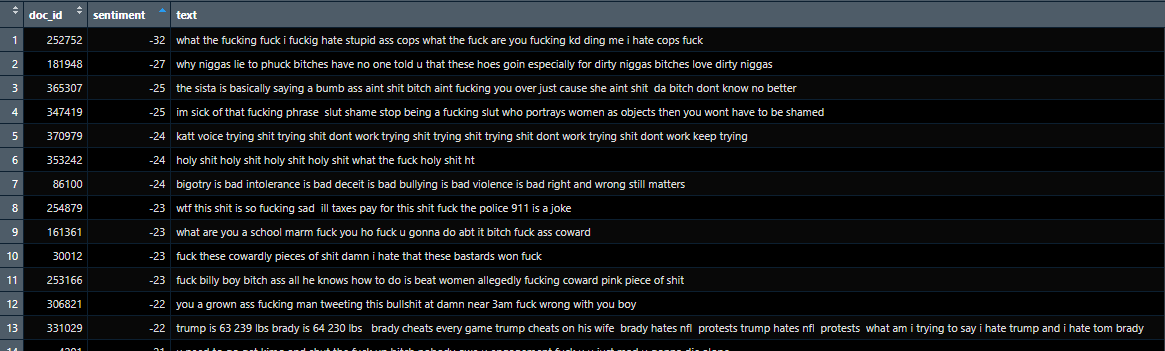 doc_id sentiment text
1 252752 -32 what the fucking fuck i fuckig hate stupid ass cops what the fuck are you fucking kd ding me i hate cops fuck
2 181948 -27 why niggas lie to phuck bitches have no one told u that these hoes goin especially for dirty niggas bitches love dirty niggas
3 365307 -25 the sista is basically saying a bumb ass aint shit bitch aint fucking you over just cause she aint shit da bitch dont know no better
4 347419 -25 im sick of that fucking phrase slut shame stop being a fucking slut who portrays women as objects then you wont have to be shamed
5 370979 -24 katt voice trying shit trying shit dont work trying shit trying shit trying shit dont work trying shit dont work keep trying
6 353242 -24 holy shit holy shit holy shit holy shit what the fuck holy shit ht
7 86100 -24 bigotry is bad intolerance is bad deceit is bad bullying is bad violence is bad right and wrong still matters
8 254879 -23 wtf this shit is so fucking sad ill taxes pay for this shit fuck the police 911 is a joke
9 161361 -23 what are you a school marm fuck you ho fuck u gonna do abt it bitch fuck ass coward
10 30012 -23 fuck these cowardly pieces of shit damn i hate that these bastards won fuck
11 253166 -23 fuck billy boy bitch ass all he knows how to do is beat women allegedly fucking coward pink piece of shit
12 306821 -22 you a grown ass fucking man tweeting this bullshit at damn near 3am fuck wrong with you boy
13 331029 -22 trump is 63 239 lbs brady is 64 230 lbs brady cheats every game trump cheats on his wife brady hates nfl protests trump hates nfl protests what am i trying to say i hate trump and i hate tom brady